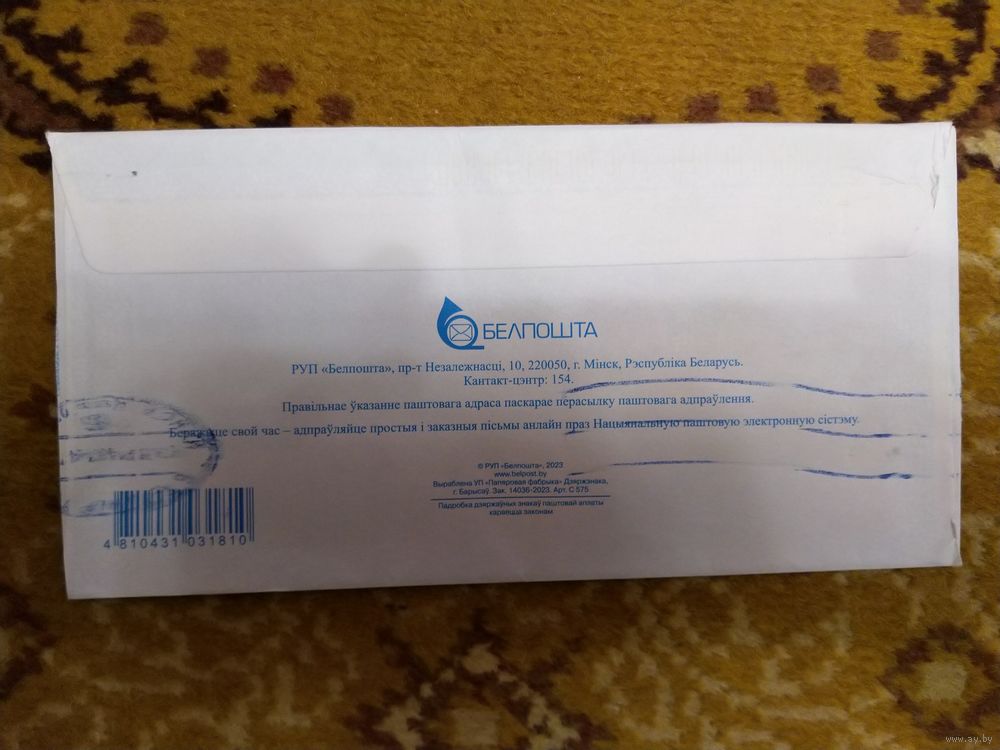 БЕЛПОШТА
РУП «Белпошта», пр-т Незалежнасці, 10, 220050, г. Мінск, Рэспубліка Беларусь.
Кантакт-цэнтр: 154.
Правільнае ўказанне паштовага адраса паскарае перасылку паштовага адпраўлення.
Беражыце свой час – адпраўляйце простыя і заказныя пісьмы анлайн праз Нацыянальную паштовую электронную сістэму.
© РУП «Белпошта», 2023
www.belpost.by
Выраблена УП «Папяровая фабрыка» Дзяржзнака,
г. Барысаў. Зак. 14036-2023. Арт. С 575
Падробка дзяржаўных знакаў паштовай аплаты
караецца законам
4 810431 031810
www.ay.by